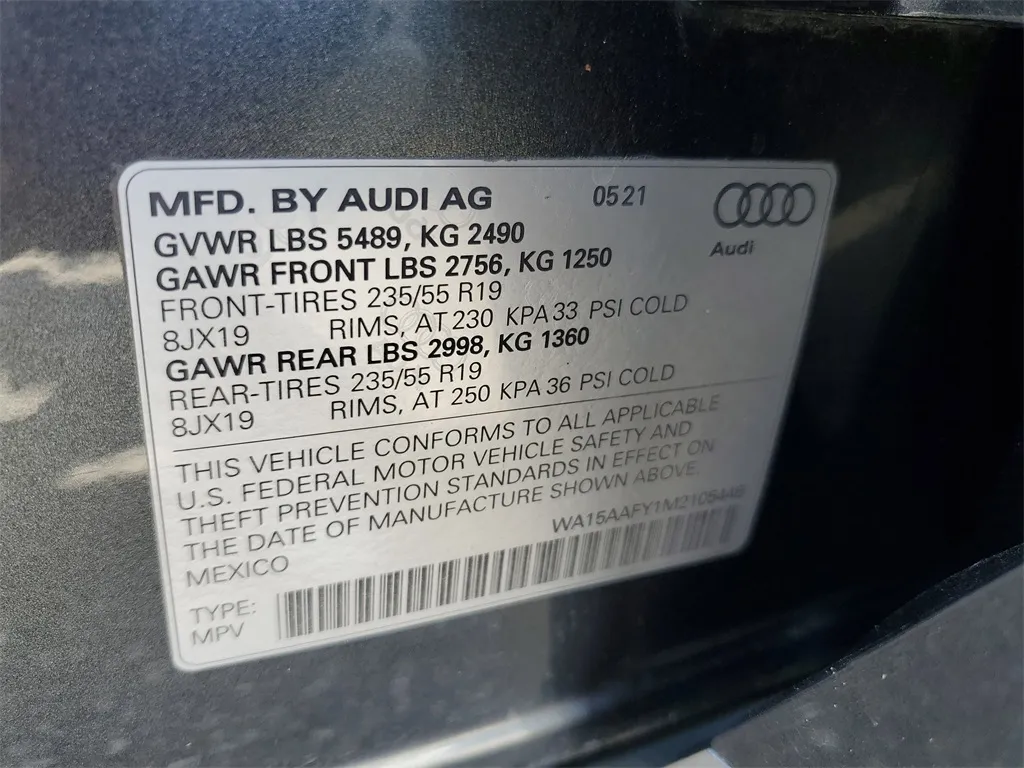 MFD. BY AUDI AG 0521
Audi
GVWR LBS 5489, KG 2490
GAWR FRONT LBS 2756, KG 1250
FRONT-TIRES 235/55 R19
8JX19 RIMS, AT 230 KPA 33 PSI COLD
GAWR REAR LBS 2998, KG 1360
REAR-TIRES 235/55 R19
8JX19 RIMS, AT 250 KPA 36 PSI COLD
THIS VEHICLE CONFORMS TO ALL APPLICABLE
U.S. FEDERAL MOTOR VEHICLE SAFETY AND
THEFT PREVENTION STANDARDS IN EFFECT ON
THE DATE OF MANUFACTURE SHOWN ABOVE.
MEXICO
TYPE:
MPV